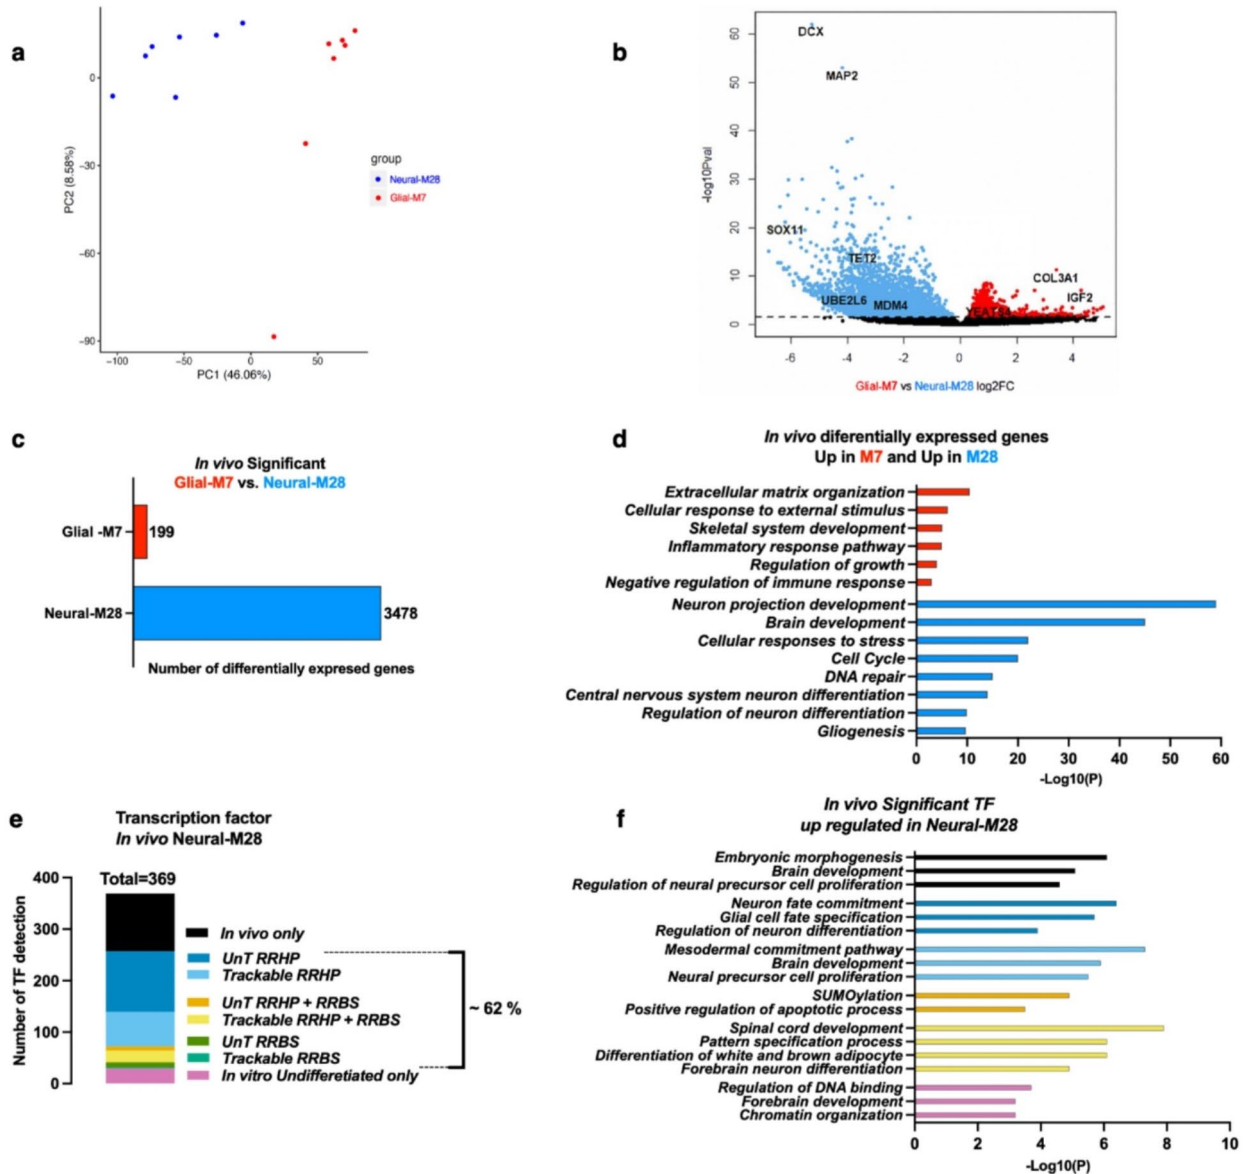 a
0
−30
−60
−90
PC2 (8.58%)
−100
−50
0
50
PC1 (46.06%)
group
Neural-M28
Glial-M7
b
60
50
40
30
20
10
0
-log10Pval
DCX
MAP2
SOX11
TET2
UBE2L6
MDM4
COL3A1
IGF2
-6
-4
-2
0
2
4
Glial-M7 vs Neural-M28 log2FC
c
In vivo Significant
Glial-M7 vs. Neural-M28
Glial -M7
199
Neural-M28
3478
Number of differentially expresed genes
d
In vivo diferentially expressed genes
Up in M7 and Up in M28
Extracellular matrix organization
Cellular response to external stimulus
Skeletal system development
Inflammatory response pathway
Regulation of growth
Negative regulation of immune response
Neuron projection development
Brain development
Cellular responses to stress
Cell Cycle
DNA repair
Central nervous system neuron differentiation
Regulation of neuron differentiation
Gliogenesis
0 10 20 30 40 50 60
-Log10(P)
e
Transcription factor
In vivo Neural-M28
Total=369
400
300
200
100
0
Number of TF detection
In vivo only
UnT RRHP
Trackable RRHP
UnT RRHP + RRBS
Trackable RRHP + RRBS
UnT RRBS
Trackable RRBS
In vitro Undifferetiated only
~ 62 %
f
In vivo Significant TF
up regulated in Neural-M28
Embryonic morphogenesis
Brain development
Regulation of neural precursor cell proliferation
Neuron fate commitment
Glial cell fate specification
Regulation of neuron differentiation
Mesodermal commitment pathway
Brain development
Neural precursor cell proliferation
SUMOylation
Positive regulation of apoptotic process
Spinal cord development
Pattern specification process
Differentiation of white and brown adipocyte
Forebrain neuron differentiation
Regulation of DNA binding
Forebrain development
Chromatin organization
0 2 4 6 8 10
-Log10(P)